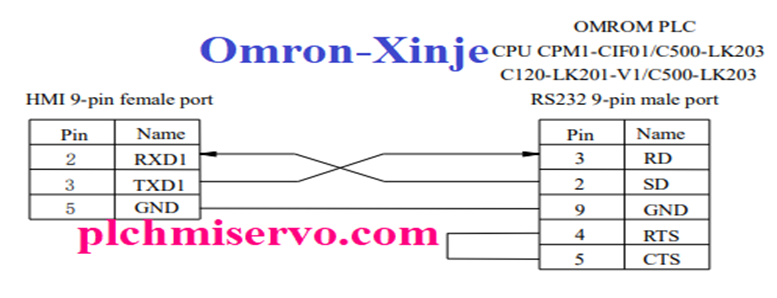 OMROM PLC
Omron-Xinje
CPU CPM1-CIF01/C500-LK203
C120-LK201-V1/C500-LK203
HMI 9-pin female port
RS232 9-pin male port
Pin Name
2 RXD1
3 TXD1
5 GND
Pin Name
3 RD
2 SD
9 GND
4 RTS
5 CTS
plchmiservo.com